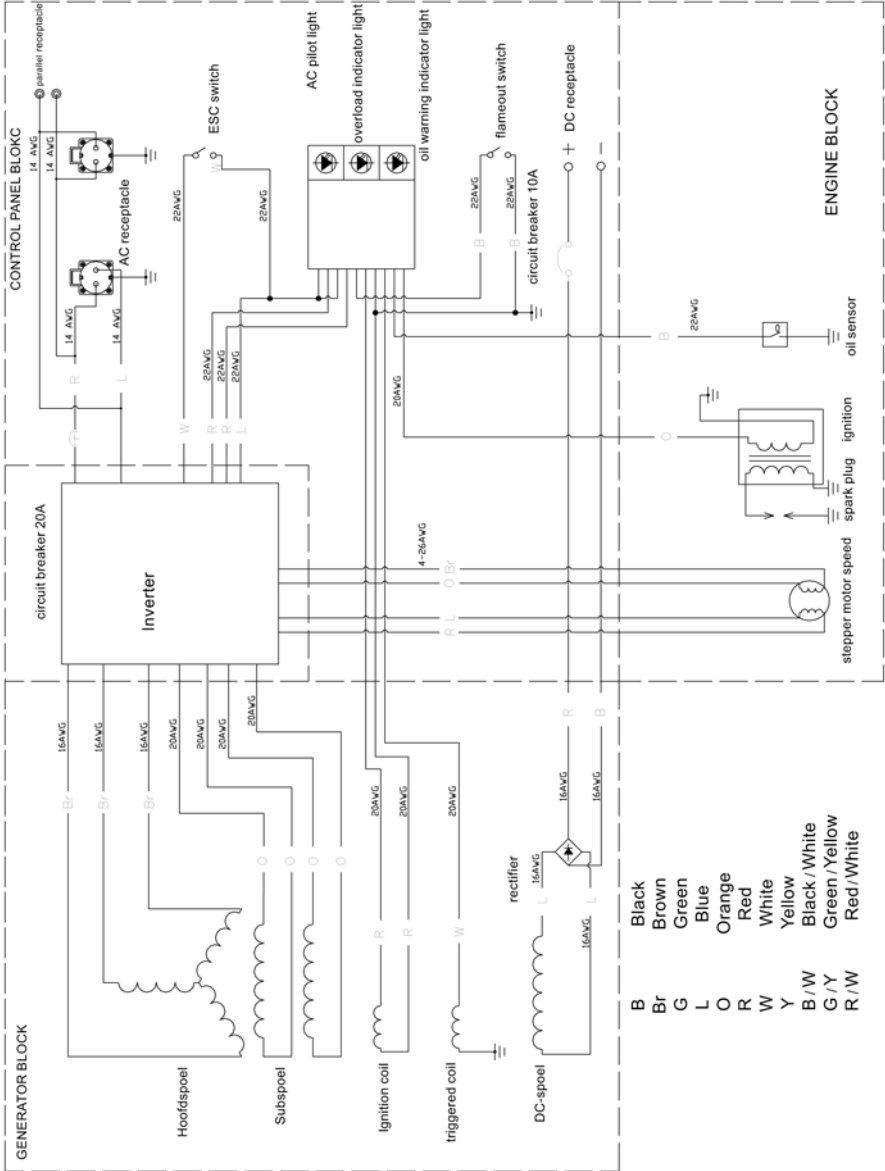 GENERATOR BLOCK
CONTROL PANEL BLOKC
ENGINE BLOCK
parallel receptacle
14 AWG
14 AWG
AC receptacle
14 AWG
14 AWG
R
L
ESC switch
22AWG
W
22AWG
W
AC pilot light
overload indicator light
oil warning indicator light
22AWG
22AWG
22AWG
R
R
L
flameout switch
22AWG
22AWG
B
B
circuit breaker 10A
DC receptacle
+
−
circuit breaker 20A
Inverter
20AWG
B
22AWG
oil sensor
O
ignition
spark plug
4-26AWG
O Br
R L
stepper motor speed
16AWG
16AWG
16AWG
20AWG
20AWG
20AWG
20AWG
Br
Br
Br
O
O
O
O
Hoofdspoel
Subspoel
20AWG
20AWG
R
R
Ignition coil
20AWG
W
triggered coil
rectifier
16AWG
16AWG
R
B
16AWG
16AWG
L
L
DC-spoel
B Black
Br Brown
G Green
L Blue
O Orange
R Red
W White
Y Yellow
B/W Black/White
G/Y Green/Yellow
R/W Red/White